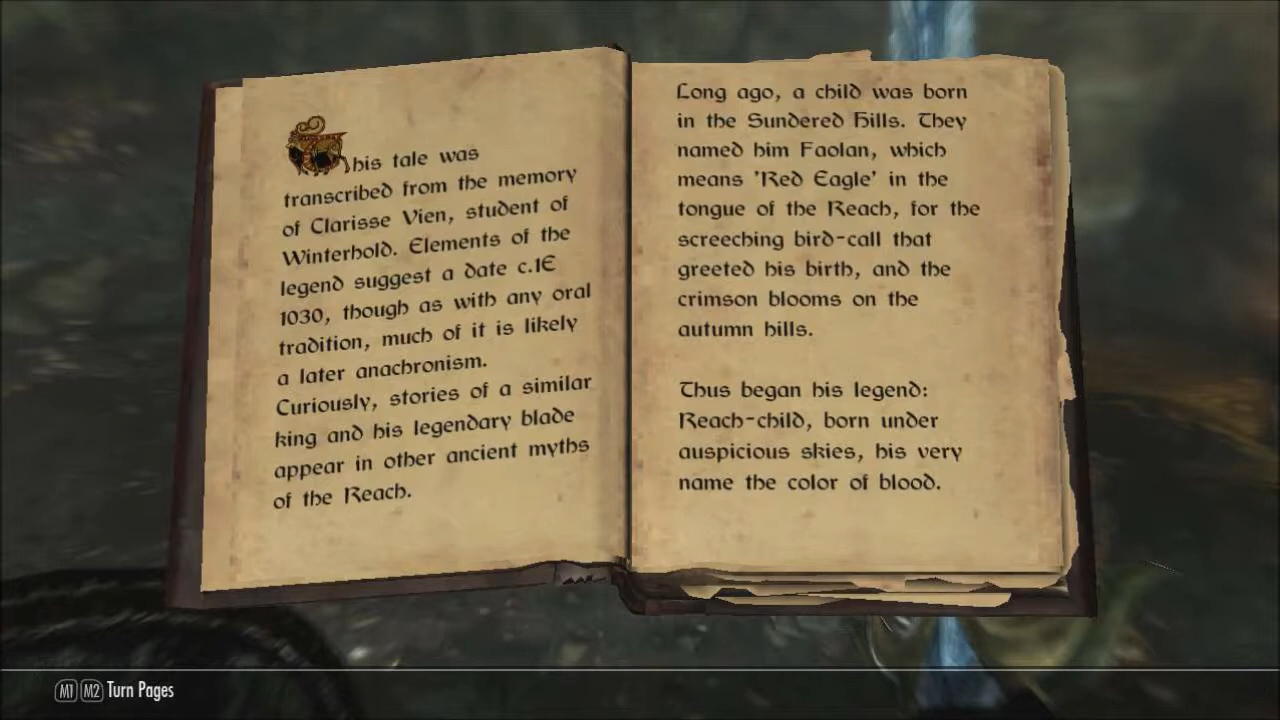 This tale was
transcribed from the memory
of Clarisse Vien, student of
Winterhold. Elements of the
legend suggest a date c.1E
1030, though as with any oral
tradition, much of it is likely
a later anachronism.
Curiously, stories of a similar
king and his legendary blade
appear in other ancient myths
of the Reach.
Long ago, a child was born
in the Sundered Hills. They
named him Faolan, which
means 'Red Eagle' in the
tongue of the Reach, for the
screeching bird-call that
greeted his birth, and the
crimson blooms on the
autumn hills.
Thus began his legend:
Reach-child, born under
auspicious skies, his very
name the color of blood.
M1 M2 Turn Pages